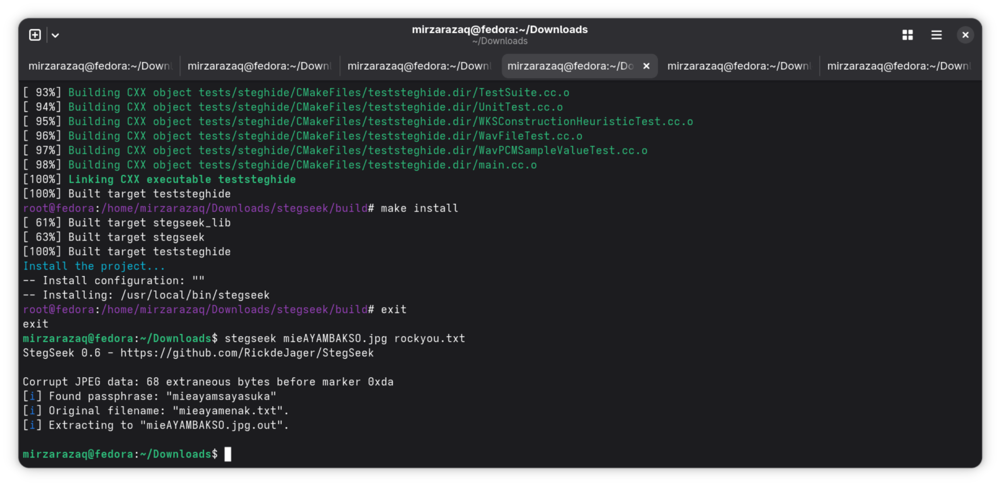 mirzarazaq@fedora:~/Downloads
~/Downloads
mirzarazaq@fedora:~/Downl mirzarazaq@fedora:~/Downl mirzarazaq@fedora:~/Downl mirzarazaq@fedora:~/Do mirzarazaq@fedora:~/Downl mirzarazaq@fedora:~/Downl
[ 93%] Building CXX object tests/steghide/CMakeFiles/teststeghide.dir/TestSuite.cc.o
[ 94%] Building CXX object tests/steghide/CMakeFiles/teststeghide.dir/UnitTest.cc.o
[ 95%] Building CXX object tests/steghide/CMakeFiles/teststeghide.dir/WKSConstructionHeuristicTest.cc.o
[ 96%] Building CXX object tests/steghide/CMakeFiles/teststeghide.dir/WavFileTest.cc.o
[ 97%] Building CXX object tests/steghide/CMakeFiles/teststeghide.dir/WavPCMSampleValueTest.cc.o
[ 98%] Building CXX object tests/steghide/CMakeFiles/teststeghide.dir/main.cc.o
[100%] Linking CXX executable teststeghide
[100%] Built target teststeghide
root@fedora:/home/mirzarazaq/Downloads/stegseek/build# make install
[ 61%] Built target stegseek_lib
[ 63%] Built target stegseek
[100%] Built target teststeghide
Install the project...
-- Install configuration: ""
-- Installing: /usr/local/bin/stegseek
root@fedora:/home/mirzarazaq/Downloads/stegseek/build# exit
exit
mirzarazaq@fedora:~/Downloads$ stegseek mieAYAMBAKSO.jpg rockyou.txt
StegSeek 0.6 - https://github.com/RickdeJager/StegSeek
Corrupt JPEG data: 68 extraneous bytes before marker 0xda
[i] Found passphrase: "mieayamsayasuka"
[i] Original filename: "mieayamenak.txt".
[i] Extracting to "mieAYAMBAKSO.jpg.out".
mirzarazaq@fedora:~/Downloads$